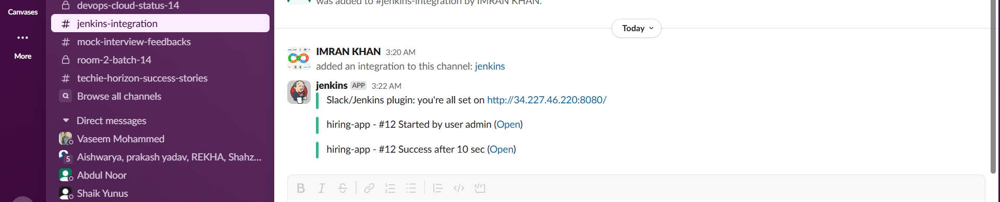 Canvases
More
devops-cloud-status-14
# jenkins-integration
# mock-interview-feedbacks
room-2-batch-14
# techie-horizon-success-stories
Browse all channels
Direct messages
Vaseem Mohammed
5 Aishwarya, prakash yadav, REKHA, Shahz...
Abdul Noor
Shaik Yunus
was added to #jenkins-integration by IMRAN KHAN.
Today
IMRAN KHAN 3:20 AM
added an integration to this channel: jenkins
jenkins APP 3:22 AM
Slack/Jenkins plugin: you're all set on http://34.227.46.220:8080/
hiring-app - #12 Started by user admin (Open)
hiring-app - #12 Success after 10 sec (Open)